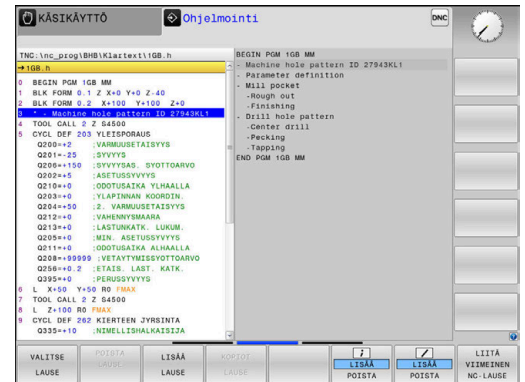 KÄSIKÄYTTÖ
Ohjelmointi
DNC
TNC:\nc_prog\BHB\Klartext\1GB.h
→1GB.h
0 BEGIN PGM 1GB MM
1 BLK FORM 0.1 Z X+0 Y+0 Z-40
2 BLK FORM 0.2 X+100 Y+100 Z+0
3 * - Machine hole pattern ID 27943KL1
4 TOOL CALL 2 Z S4500
5 CYCL DEF 203 YLEISPORAUS
Q200=+2 ;VARMUUSETAISYYS
Q201=-25 ;SYVYYS
Q206=+150 ;SYVYYSAS. SYOTTOARVO
Q202=+5 ;ASETUSSYVYYS
Q210=+0 ;ODOTUSAIKA YLHAALLA
Q203=+0 ;YLAPINNAN KOORDIN.
Q204=+50 ;2. VARMUUSETAISYYS
Q212=+0 ;VAHENNYSMAARA
Q213=+0 ;LASTUNKATK. LUKUM.
Q205=+0 ;MIN. ASETUSSYVYYS
Q211=+0 ;ODOTUSAIKA ALHAALLA
Q208=+99999 ;VETAYTYMISSYOTTOARVO
Q256=+0.2 ;ETAIS. LAST. KATK.
Q395=+0 ;PERUSSYVYYS
6 L X+50 Y+50 R0 FMAX
7 TOOL CALL 2 Z S4500
8 L Z+100 R0 FMAX
9 CYCL DEF 262 KIERTEEN JYRSINTA
Q335=+10 ;NIMELLISHALKAISIJA
BEGIN PGM 1GB MM
- Machine hole pattern ID 27943KL1
- Parameter definition
- Mill pocket
-Rough out
-Finishing
- Drill hole pattern
-Center drill
-Pecking
-Tapping
END PGM 1GB MM
VALITSE LAUSE
POISTA LAUSE
LISÄÄ LAUSE
KOPIOI LAUSE
LISÄÄ POISTA
LISÄÄ POISTA
LIITÄ VIIMEINEN NC-LAUSE